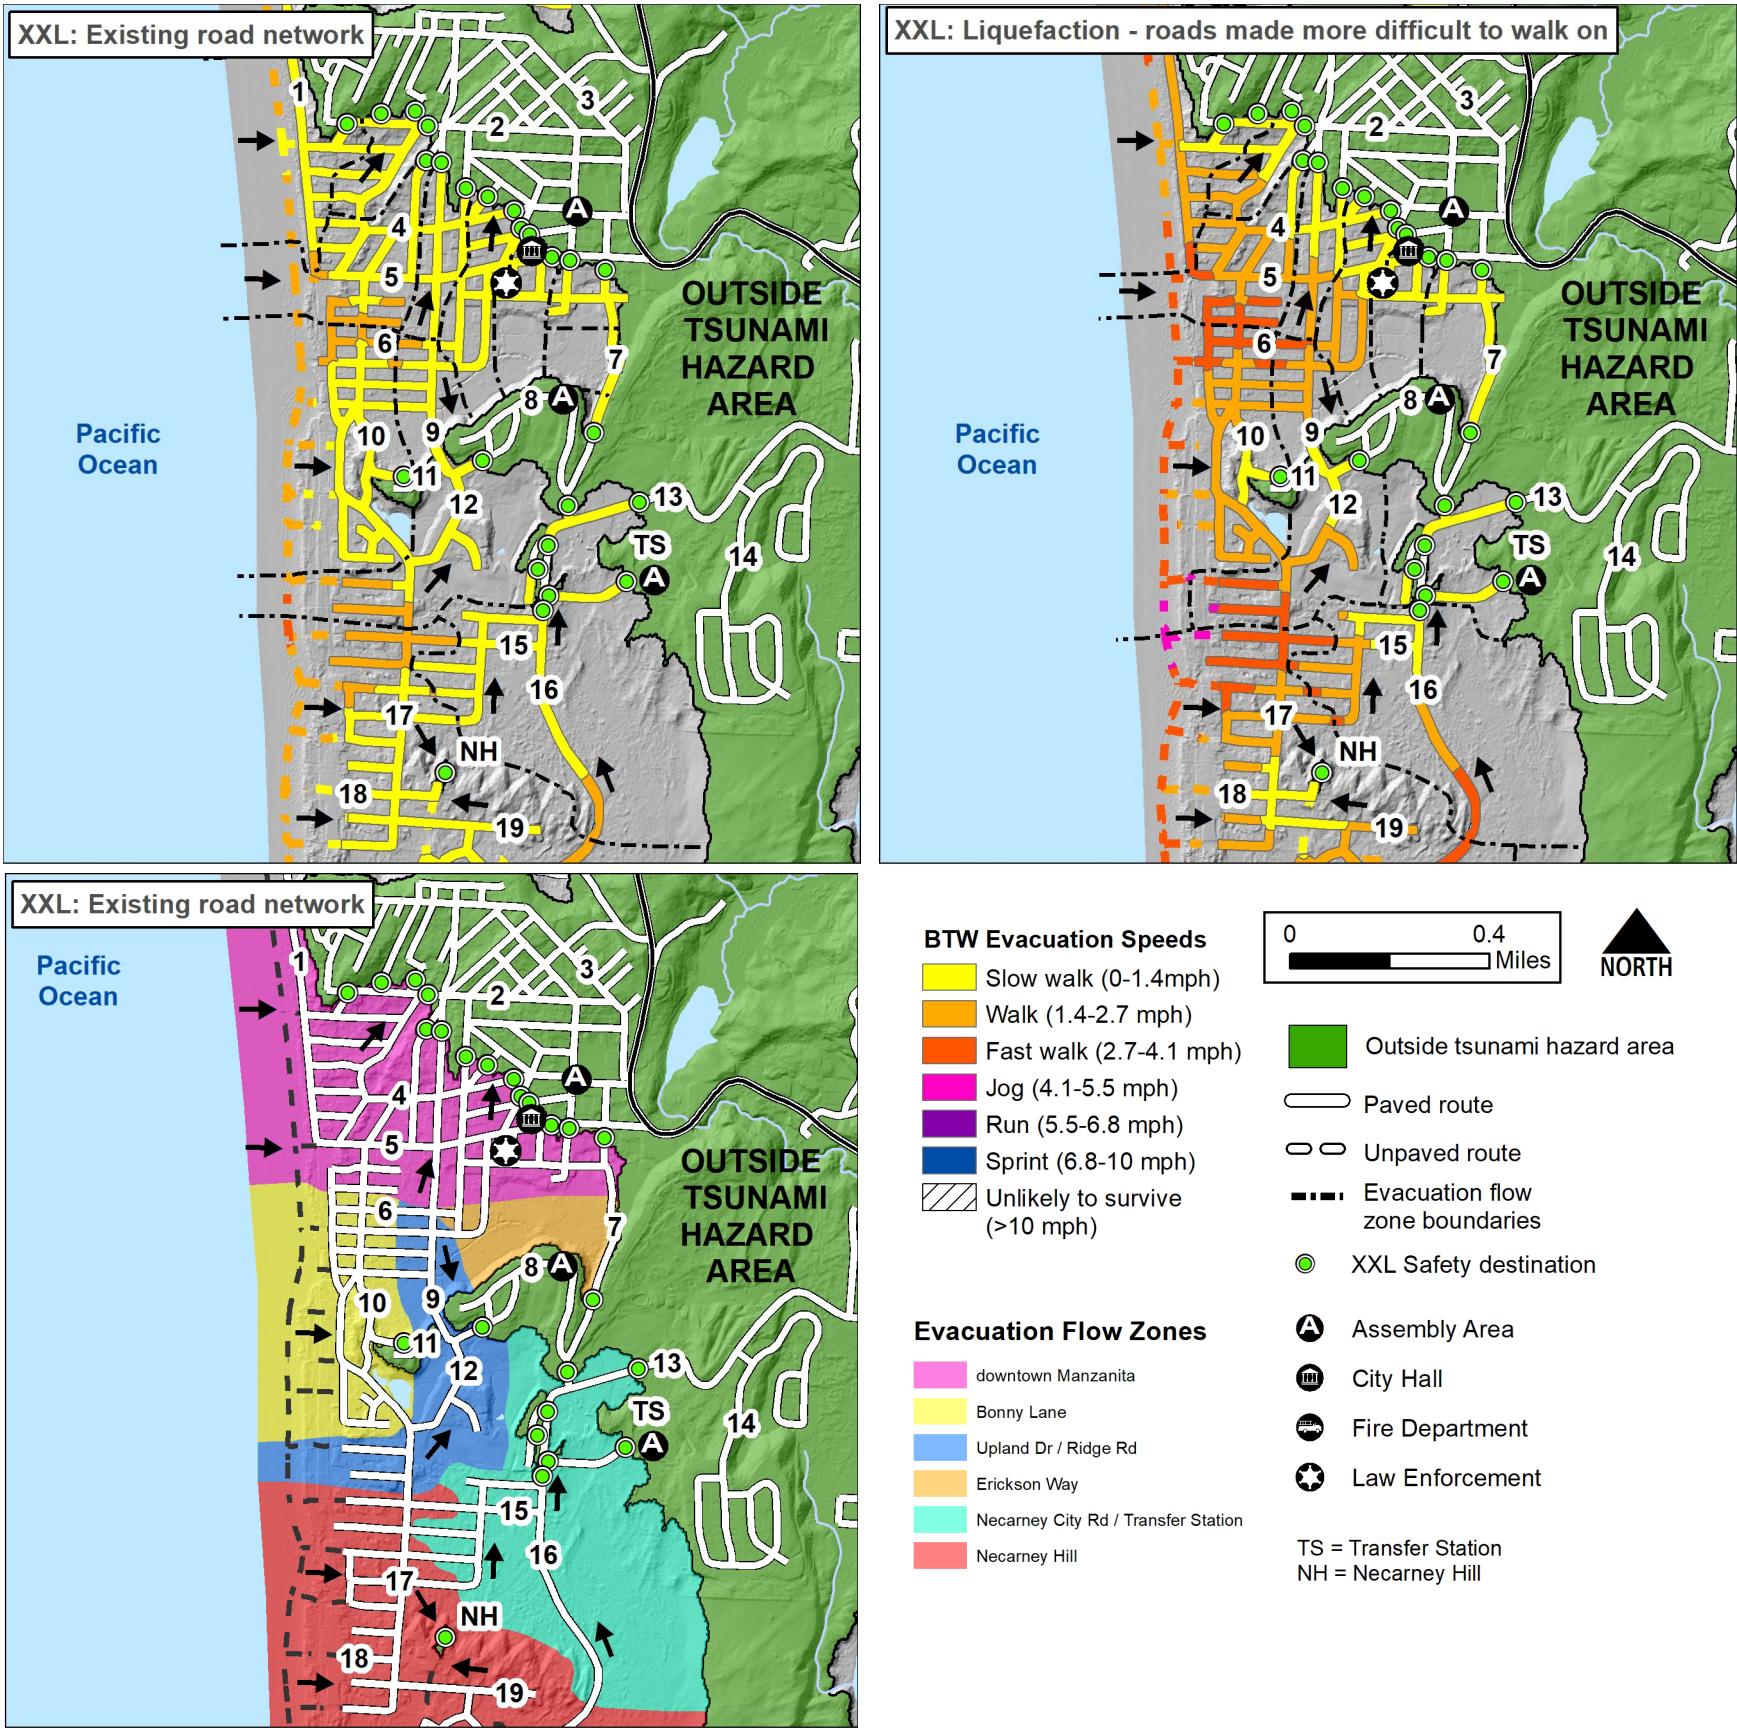 XXL: Existing road network
1
2
3
4
5
6
7
8
A
A
9
10
11
12
13
14
15
16
17
18
19
TS
A
NH
Pacific
Ocean
OUTSIDE
TSUNAMI
HAZARD
AREA
XXL: Liquefaction - roads made more difficult to walk on
2
3
4
5
6
7
8
A
A
9
10
11
12
13
14
15
16
17
18
19
TS
A
NH
Pacific
Ocean
OUTSIDE
TSUNAMI
HAZARD
AREA
XXL: Existing road network
Pacific
Ocean
1
2
3
4
5
6
7
8
A
A
9
10
11
12
13
14
15
16
17
18
19
TS
A
NH
OUTSIDE
TSUNAMI
HAZARD
AREA
BTW Evacuation Speeds
Slow walk (0-1.4mph)
Walk (1.4-2.7 mph)
Fast walk (2.7-4.1 mph)
Jog (4.1-5.5 mph)
Run (5.5-6.8 mph)
Sprint (6.8-10 mph)
Unlikely to survive
(>10 mph)
Evacuation Flow Zones
downtown Manzanita
Bonny Lane
Upland Dr / Ridge Rd
Erickson Way
Necarney City Rd / Transfer Station
Necarney Hill
0 0.4
Miles
NORTH
Outside tsunami hazard area
Paved route
Unpaved route
Evacuation flow
zone boundaries
XXL Safety destination
A Assembly Area
City Hall
Fire Department
Law Enforcement
TS = Transfer Station
NH = Necarney Hill